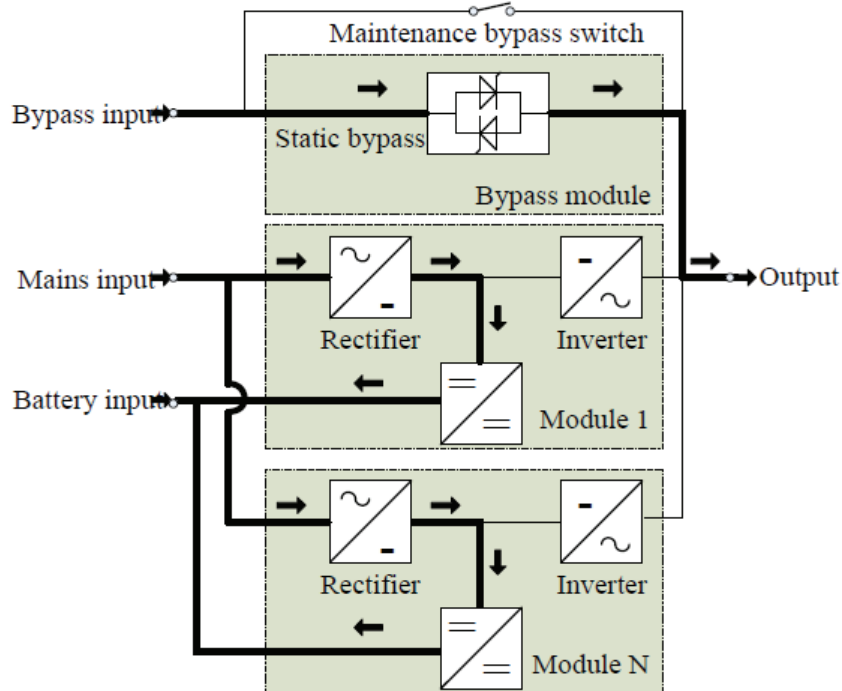 Maintenance bypass switch
Bypass input
Static bypass
Bypass module
Mains input
Output
Rectifier
Inverter
Battery input
Module 1
Rectifier
Inverter
Module N